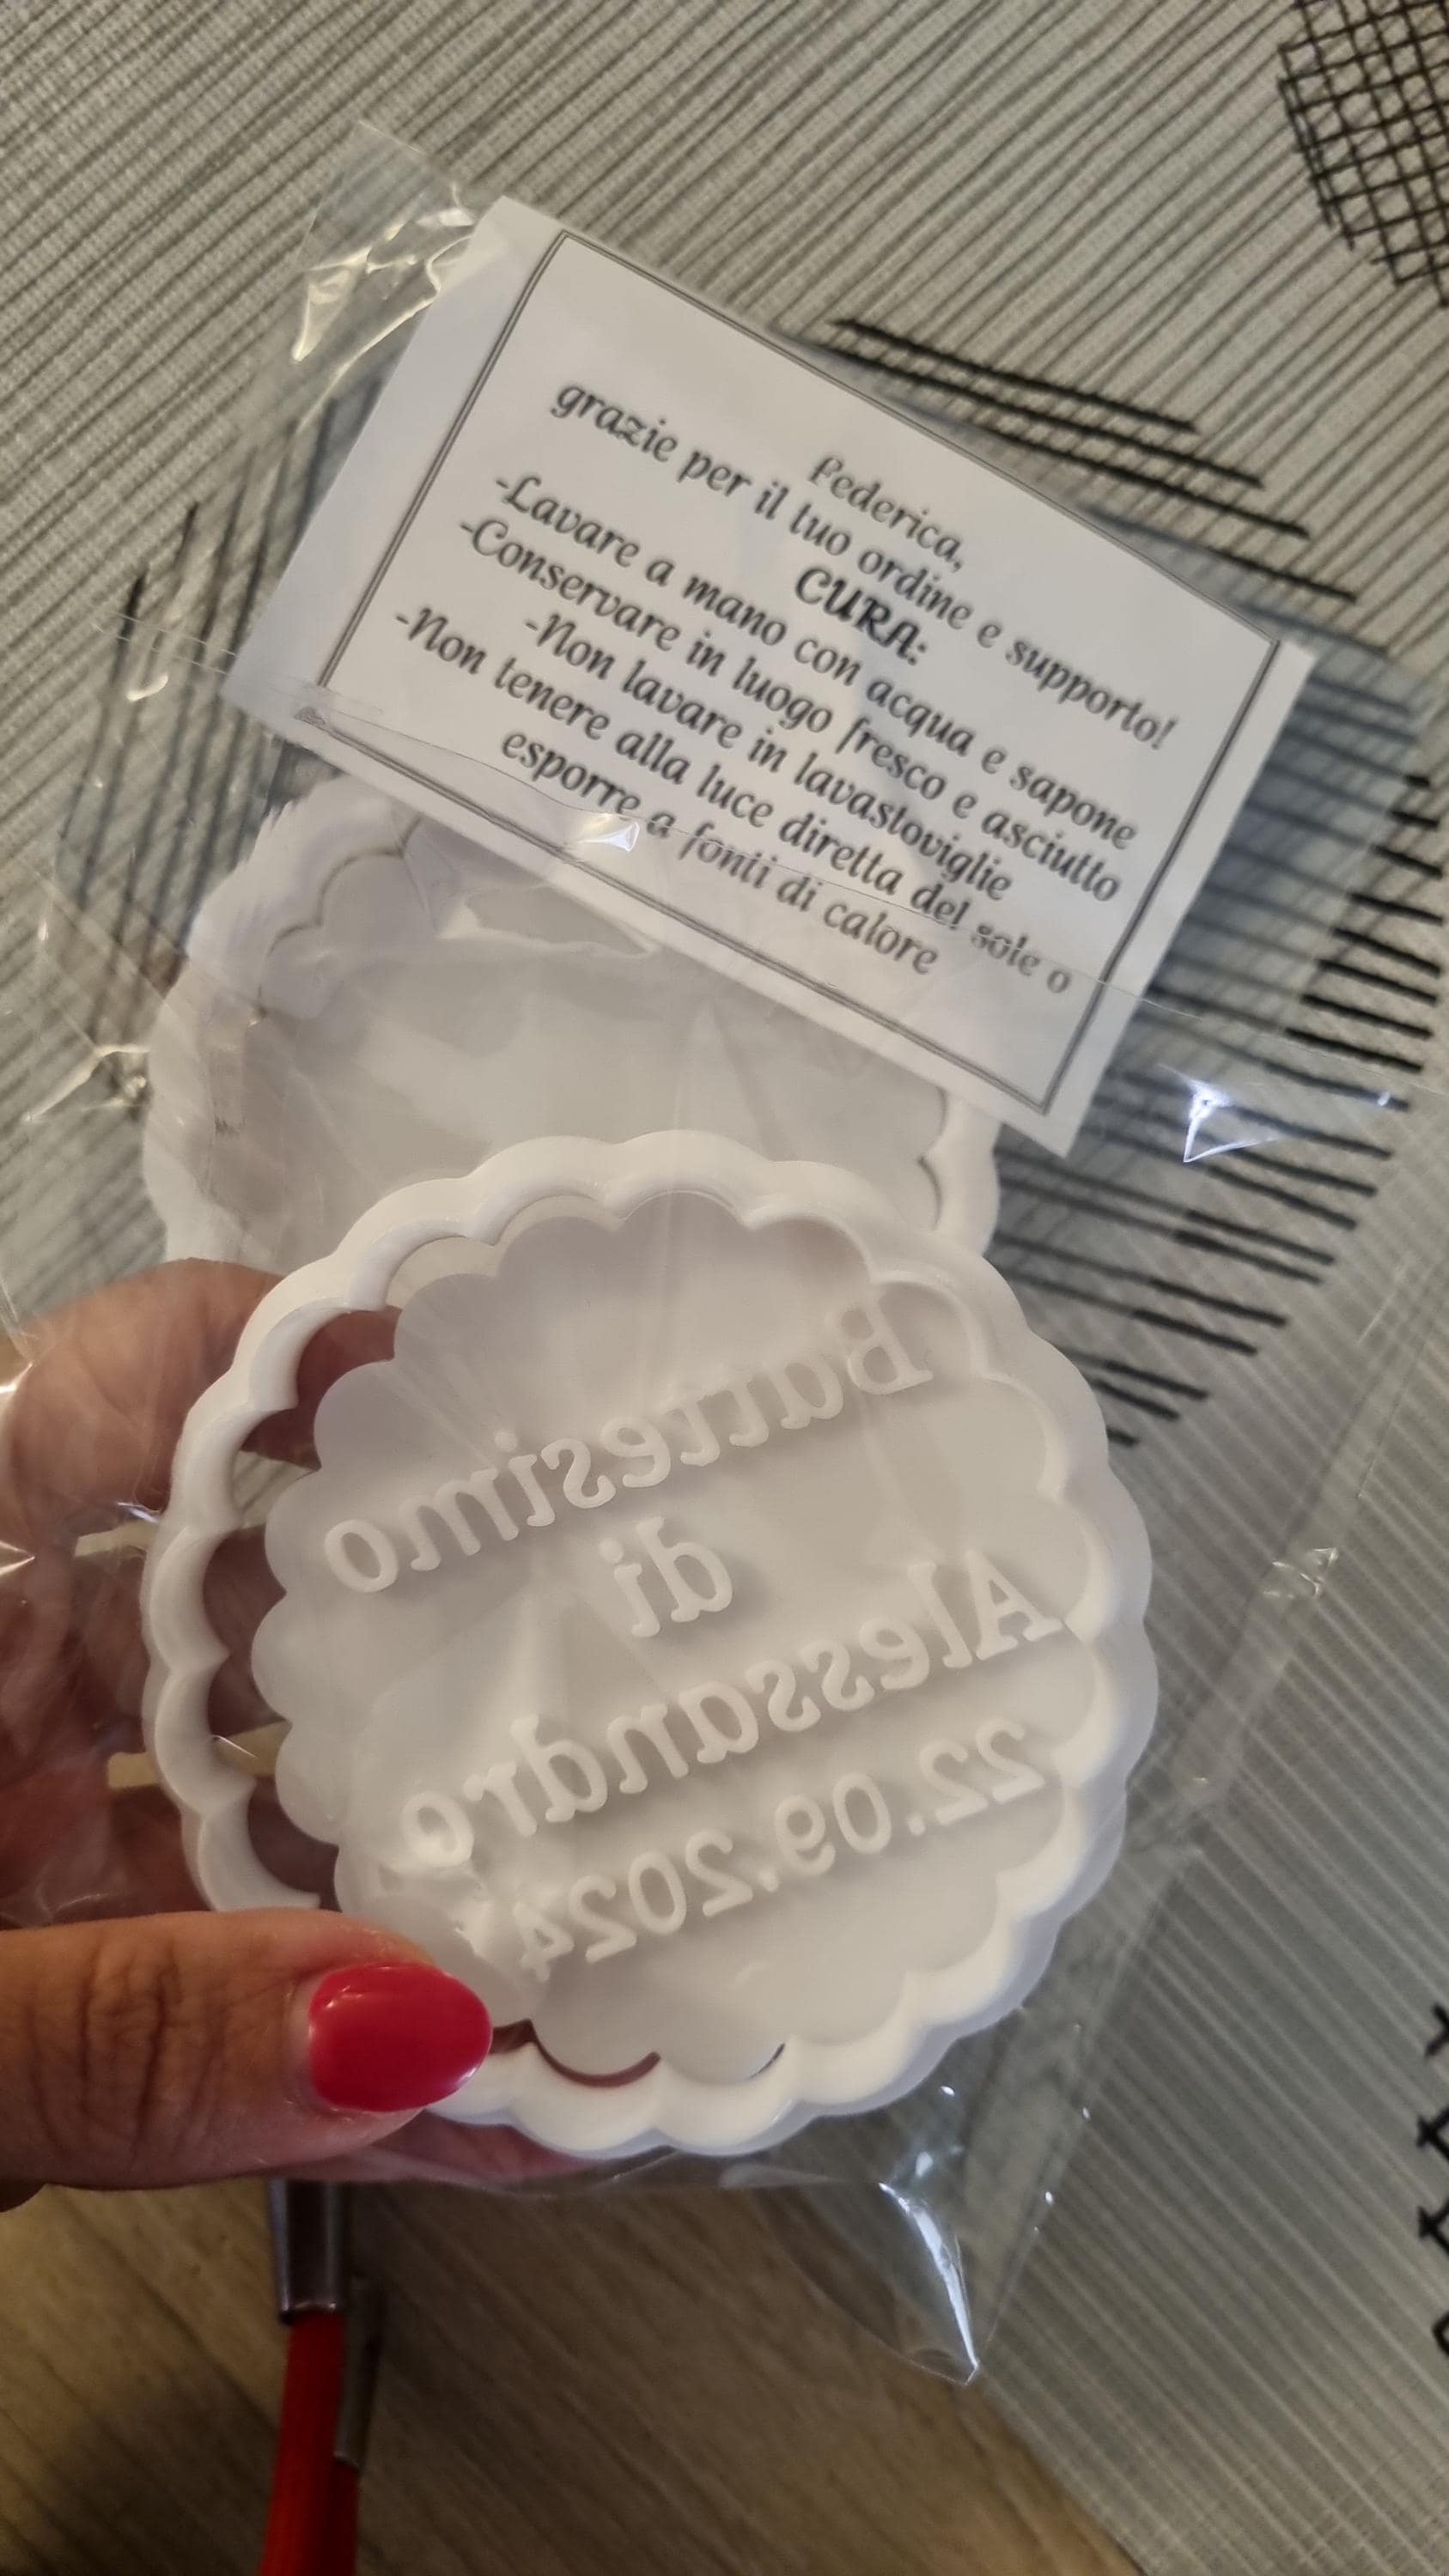 Federica,
grazie per il tuo ordine e supporto!
CURA:
-Lavare a mano con acqua e sapone
-Conservare in luogo fresco e asciutto
-Non lavare in lavastoviglie
-Non tenere alla luce diretta del sole o
esporre a fonti di calore
Battesimo
di
Alessandro
22.09.2024